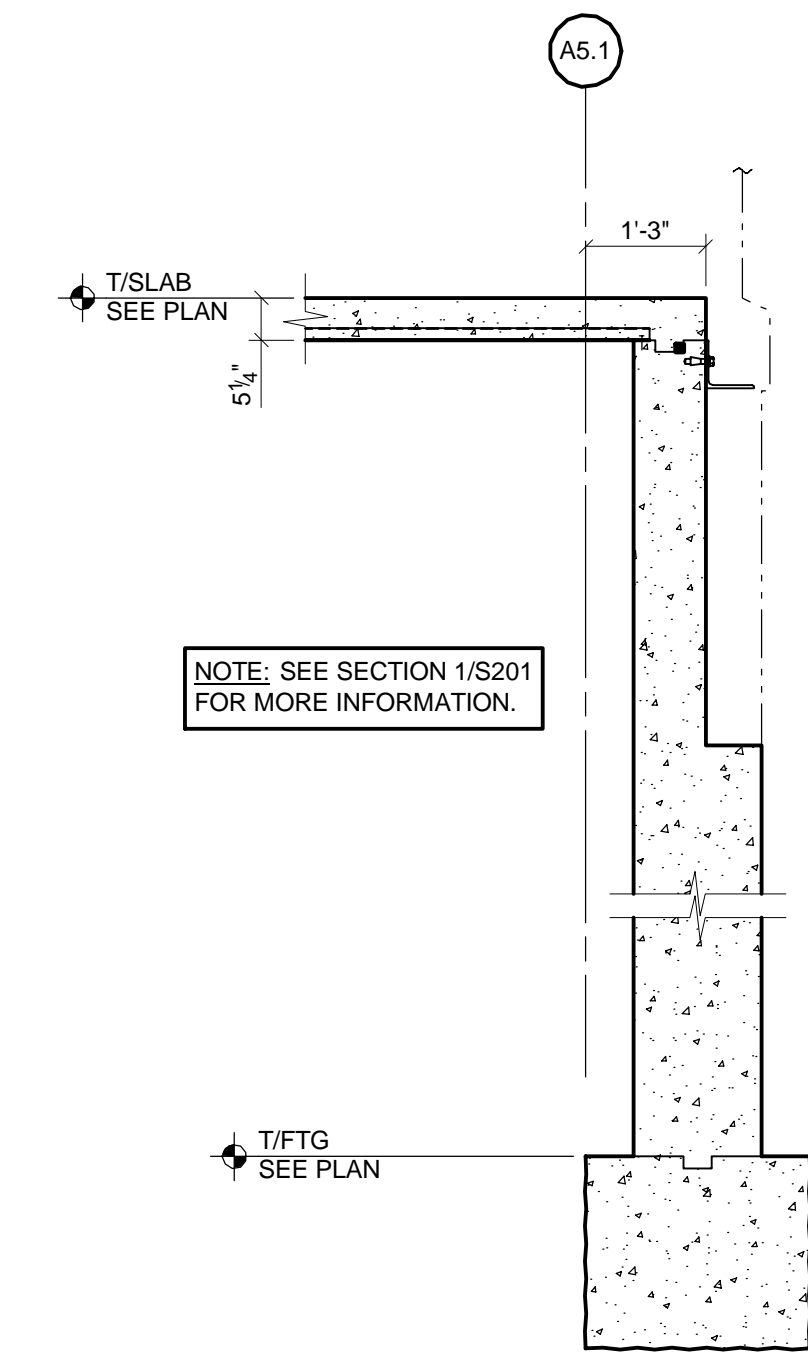 A5.1
1'-3"
T/SLAB
SEE PLAN
5¼"
NOTE: SEE SECTION 1/S201
FOR MORE INFORMATION.
T/FTG
SEE PLAN